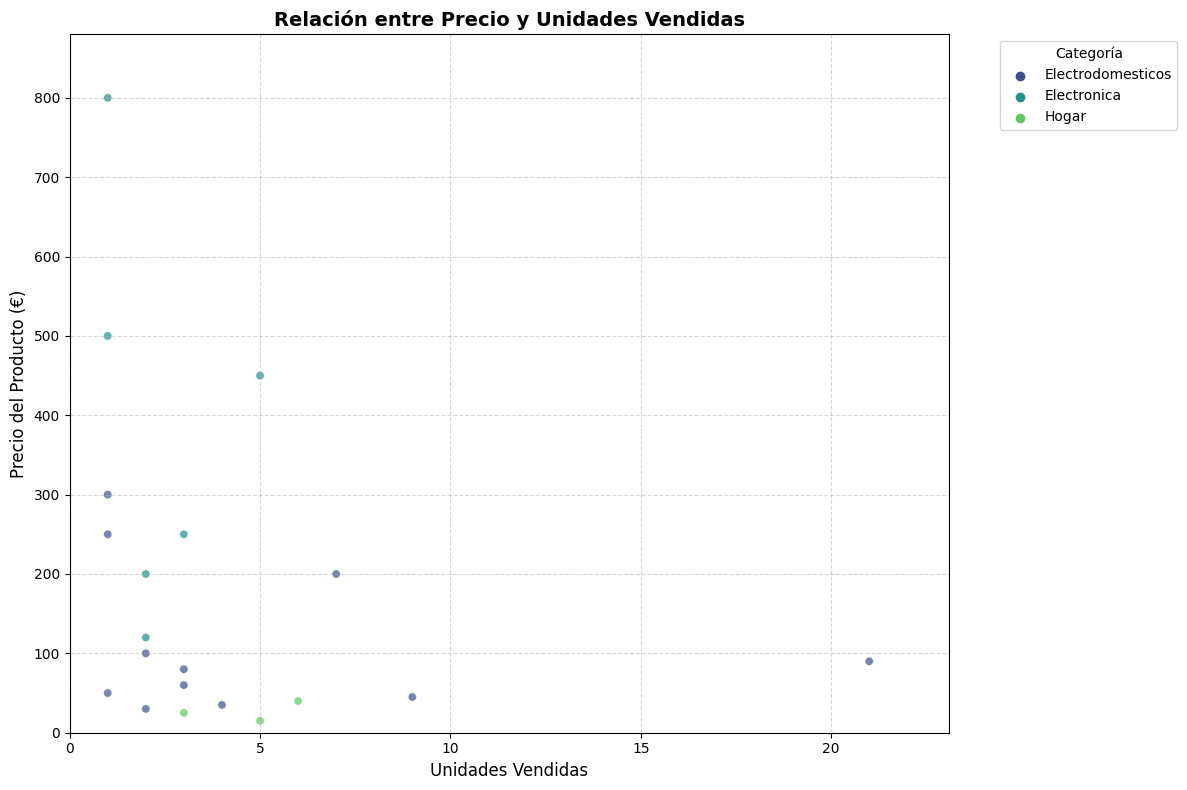 Relación entre Precio y Unidades Vendidas
Categoría
Electrodomesticos
Electronica
Hogar
Precio del Producto (€)
800
700
600
500
400
300
200
100
0
0 5 10 15 20
Unidades Vendidas